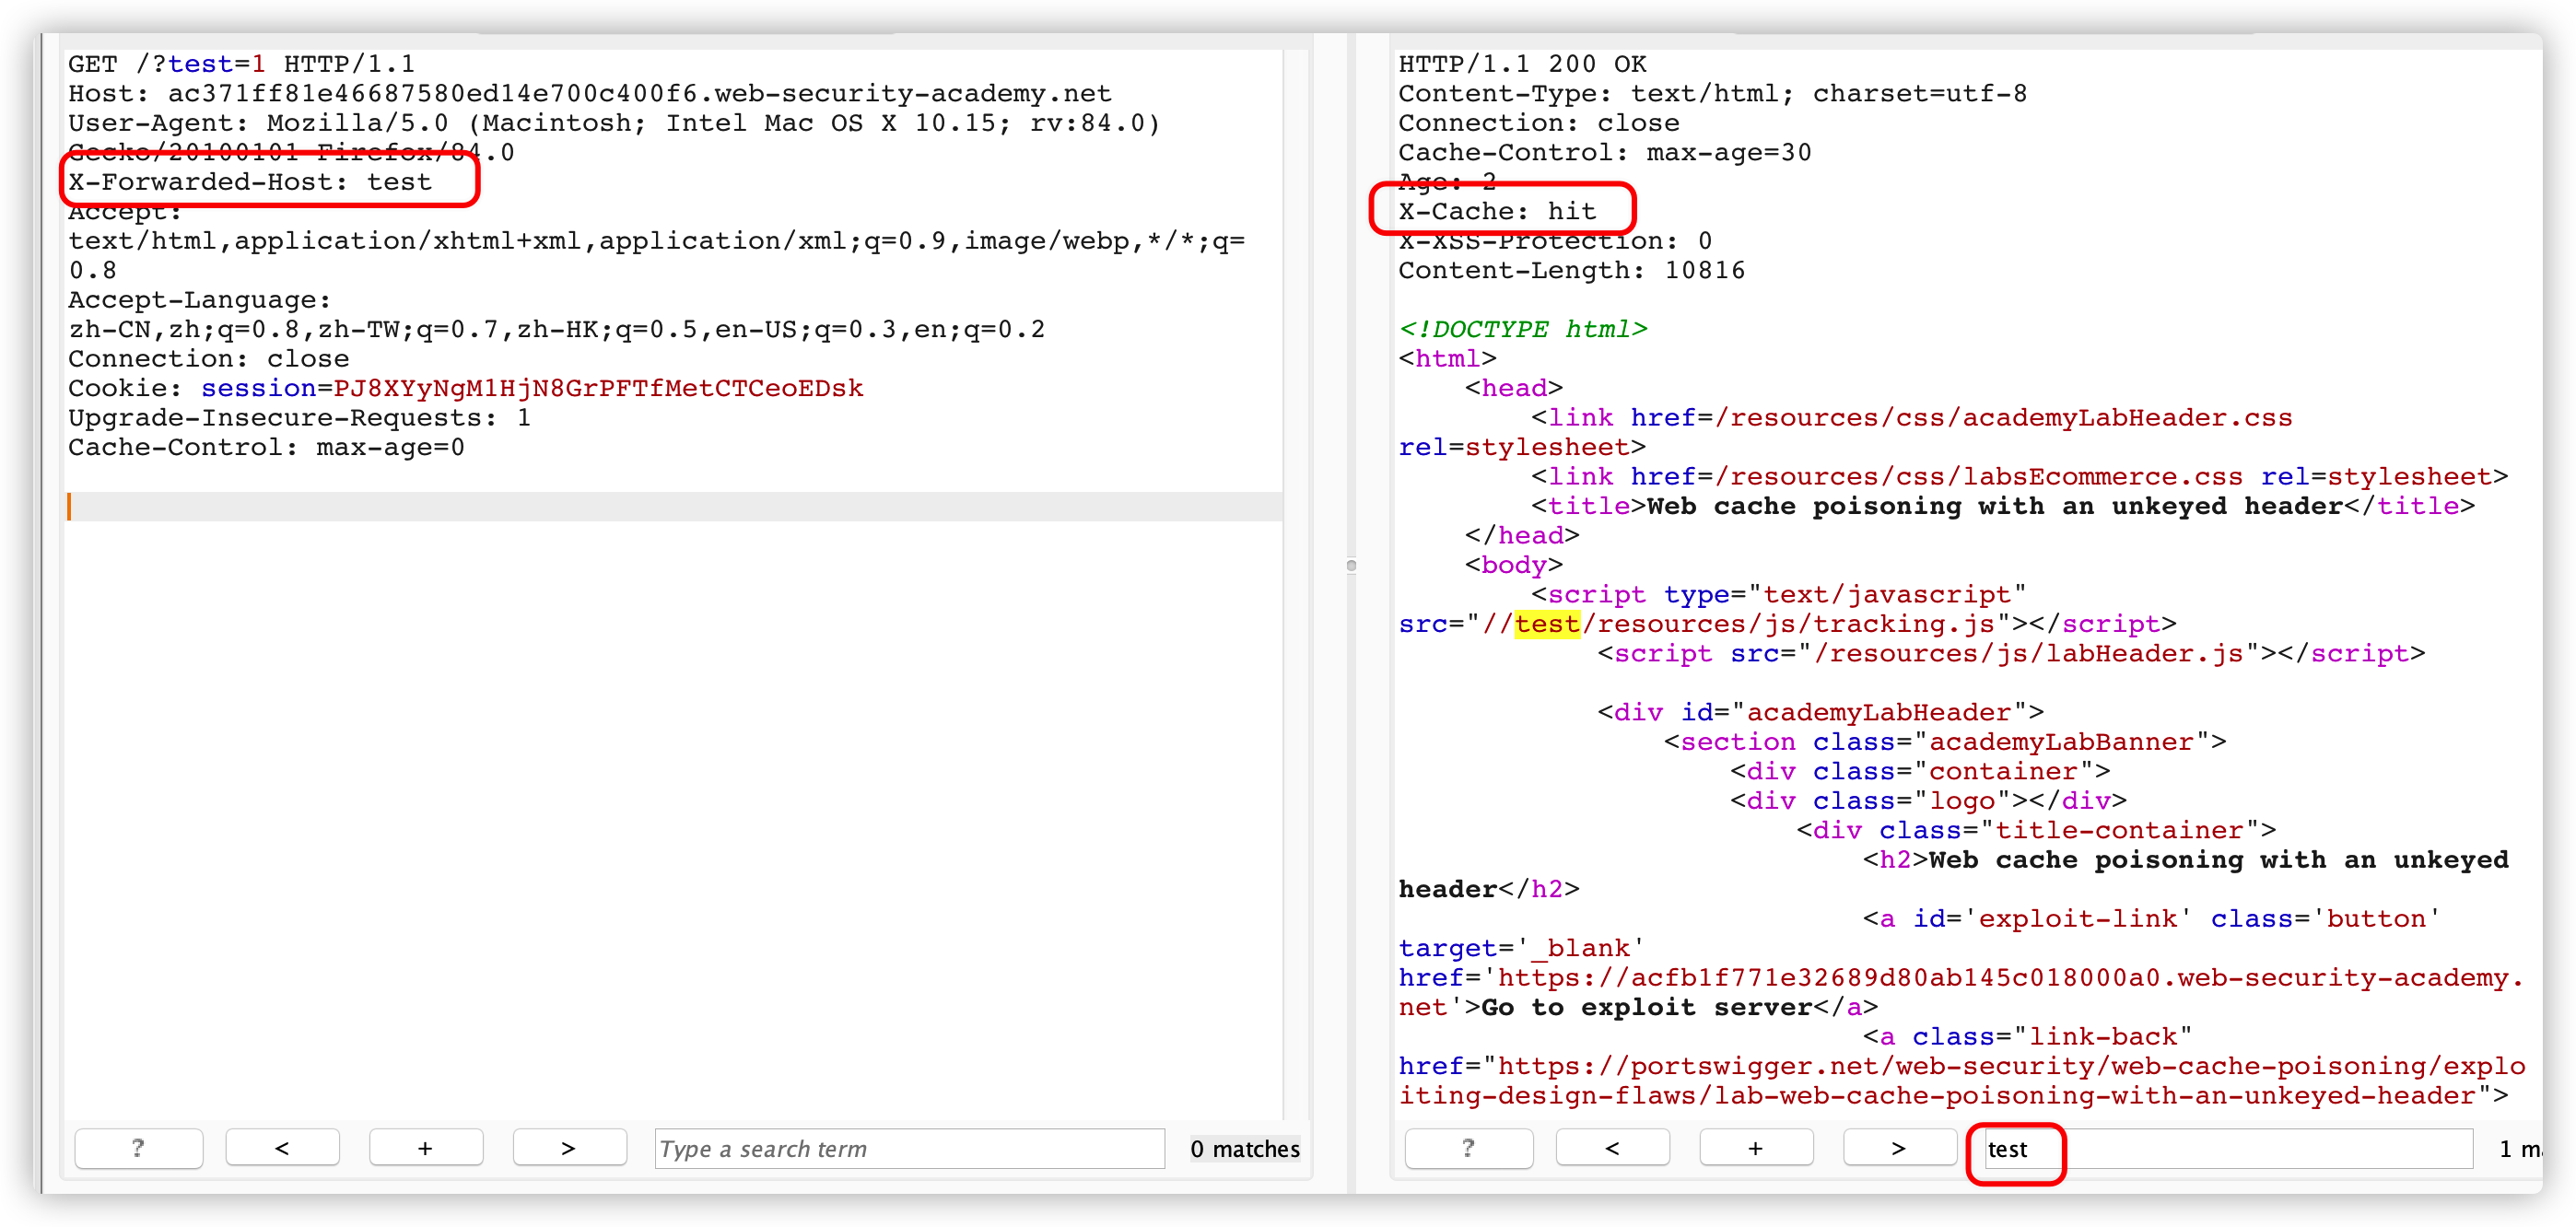 GET /?test=1 HTTP/1.1
Host: ac371ff81e46687580ed14e700c400f6.web-security-academy.net
User-Agent: Mozilla/5.0 (Macintosh; Intel Mac OS X 10.15; rv:84.0)
Gecko/20100101 Firefox/84.0
X-Forwarded-Host: test
Accept:
text/html,application/xhtml+xml,application/xml;q=0.9,image/webp,*/*;q=
0.8
Accept-Language:
zh-CN,zh;q=0.8,zh-TW;q=0.7,zh-HK;q=0.5,en-US;q=0.3,en;q=0.2
Connection: close
Cookie: session=PJ8XYyNgM1HjN8GrPFTfMetCTCeoEDsk
Upgrade-Insecure-Requests: 1
Cache-Control: max-age=0
? < + > Type a search term 0 matches
HTTP/1.1 200 OK
Content-Type: text/html; charset=utf-8
Connection: close
Cache-Control: max-age=30
Age: 2
X-Cache: hit
X-XSS-Protection: 0
Content-Length: 10816
<!DOCTYPE html>
<html>
<head>
<link href=/resources/css/academyLabHeader.css
rel=stylesheet>
<link href=/resources/css/labsEcommerce.css rel=stylesheet>
<title>Web cache poisoning with an unkeyed header</title>
</head>
<body>
<script type="text/javascript"
src="//test/resources/js/tracking.js"></script>
<script src="/resources/js/labHeader.js"></script>
<div id="academyLabHeader">
<section class="academyLabBanner">
<div class="container">
<div class="logo"></div>
<div class="title-container">
<h2>Web cache poisoning with an unkeyed
header</h2>
<a id='exploit-link' class='button'
target='_blank'
href='https://acfb1f771e32689d80ab145c018000a0.web-security-academy.
net'>Go to exploit server</a>
<a class="link-back"
href="https://portswigger.net/web-security/web-cache-poisoning/explo
iting-design-flaws/lab-web-cache-poisoning-with-an-unkeyed-header">
? < + > test 1 m